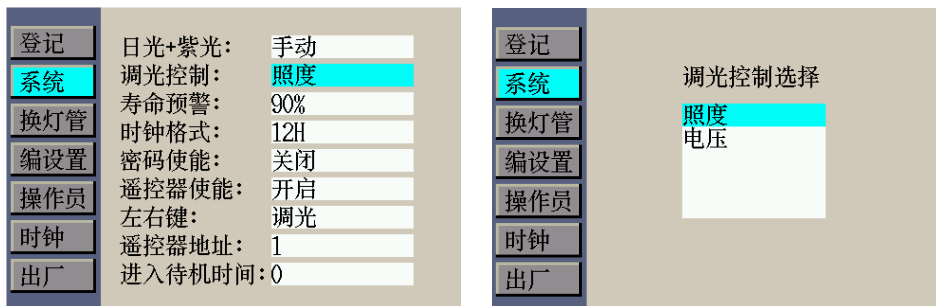 登记
系统
换灯管
编设置
操作员
时钟
出厂
日光+紫光: 手动
调光控制: 照度
寿命预警: 90%
时钟格式: 12H
密码使能: 关闭
遥控器使能: 开启
左右键: 调光
遥控器地址: 1
进入待机时间:0
登记
系统
换灯管
编设置
操作员
时钟
出厂
调光控制选择
照度
电压